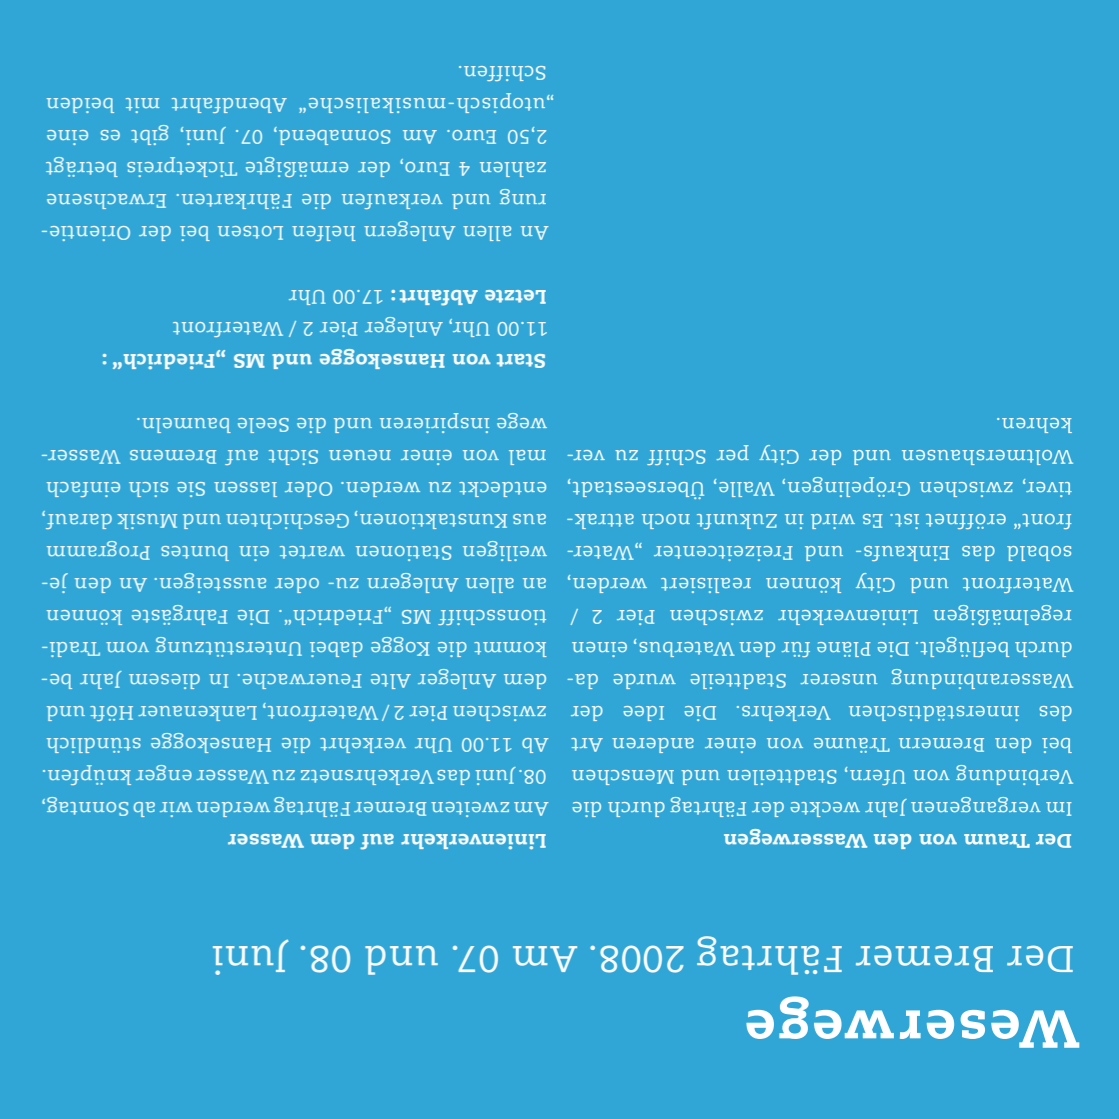 Weserwege
Der Bremer Fährtag 2008. Am 07. und 08. Juni
Der Traum von den Wasserwegen
Im vergangenen Jahr weckte der Fährtag durch die
Verbindung von Ufern, Stadtteilen und Menschen
bei den Bremern Träume von einer anderen Art
des innerstädtischen Verkehrs. Die Idee der
Wasseranbindung unserer Stadtteile wurde da-
durch beflügelt. Die Pläne für den Waterbus, einen
regelmäßigen Linienverkehr zwischen Pier 2 /
Waterfront und City können realisiert werden,
sobald das Einkaufs- und Freizeitcenter „Water-
front“ eröffnet ist. Es wird in Zukunft noch attrak-
tiver, zwischen Gröpelingen, Walle, Überseestadt,
Woltmershausen und der City per Schiff zu ver-
kehren.
Linienverkehr auf dem Wasser
Am zweiten Bremer Fährtag werden wir ab Sonntag,
08. Juni das Verkehrsnetz zu Wasser enger knüpfen.
Ab 11.00 Uhr verkehrt die Hansekogge stündlich
zwischen Pier 2 / Waterfront, Lankenauer Höft und
dem Anleger Alte Feuerwache. In diesem Jahr be-
kommt die Kogge dabei Unterstützung vom Tradi-
tionsschiff MS „Friedrich“. Die Fahrgäste können
an allen Anlegern zu- oder aussteigen. An den je-
weiligen Stationen wartet ein buntes Programm
aus Kunstaktionen, Geschichten und Musik darauf,
entdeckt zu werden. Oder lassen Sie sich einfach
mal von einer neuen Sicht auf Bremens Wasser-
wege inspirieren und die Seele baumeln.
Start von Hansekogge und MS „Friedrich“ :
11.00 Uhr, Anleger Pier 2 / Waterfront
Letzte Abfahrt : 17.00 Uhr
An allen Anlegern helfen Lotsen bei der Orientie-
rung und verkaufen die Fährkarten. Erwachsene
zahlen 4 Euro, der ermäßigte Ticketpreis beträgt
2,50 Euro. Am Sonnabend, 07. Juni, gibt es eine
„utopisch-musikalische“ Abendfahrt mit beiden
Schiffen.